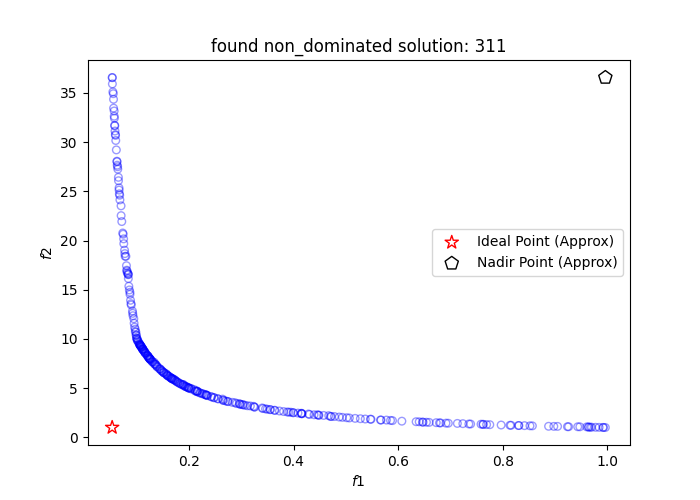 found non_dominated solution: 311
f2
35
30
25
20
15
10
5
0
Ideal Point (Approx)
Nadir Point (Approx)
0.2 0.4 0.6 0.8 1.0
f1